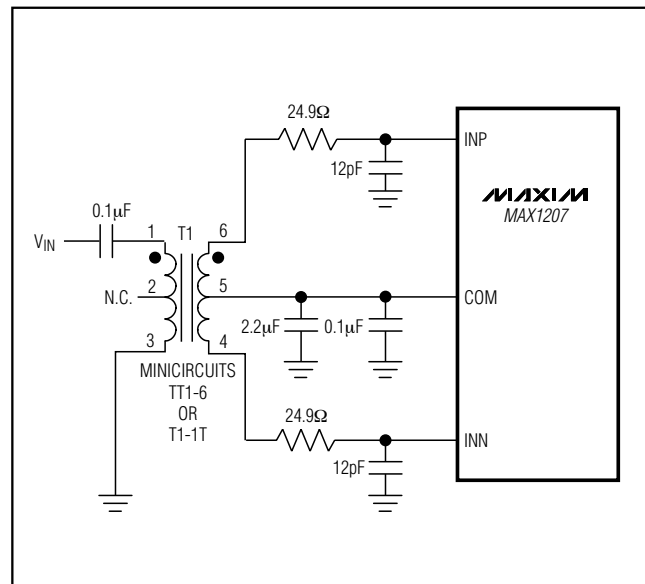 24.9Ω
INP
12pF
MAXIM
MAX1207
0.1μF
1
T1
6
VIN
2
5
N.C.
COM
2.2μF
0.1μF
3
4
MINICIRCUITS
TT1-6
OR
T1-1T
24.9Ω
INN
12pF